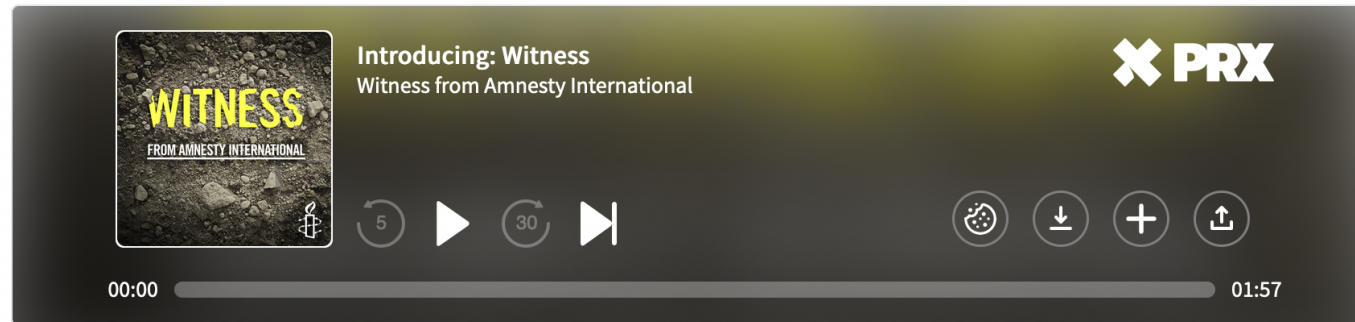 WITNESS
FROM AMNESTY INTERNATIONAL
Introducing: Witness
Witness from Amnesty International
PRX
5
30
00:00
01:57